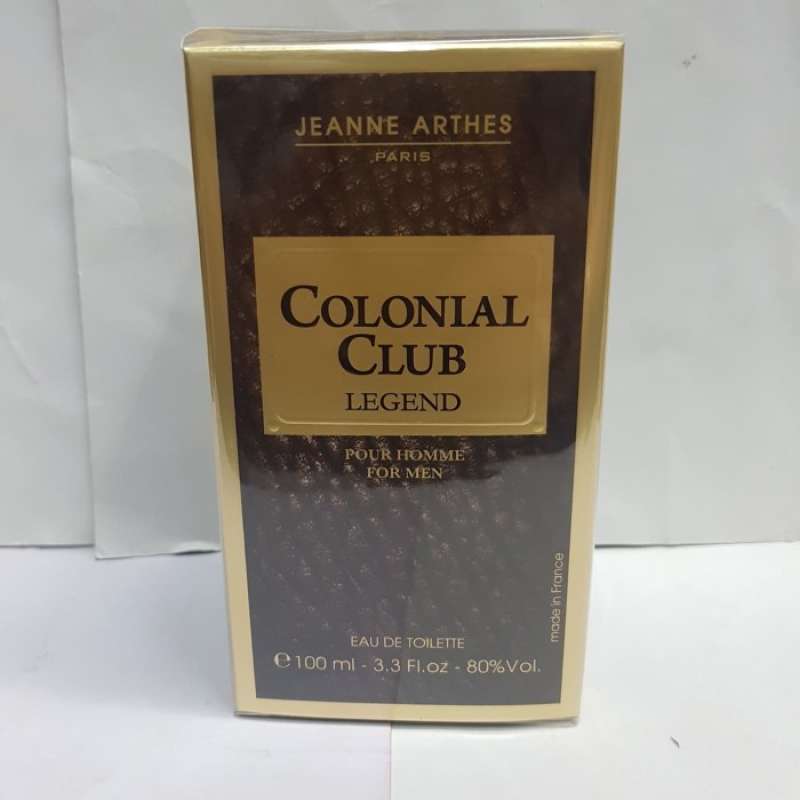 JEANNE ARTHES
PARIS
COLONIAL
CLUB
LEGEND
POUR HOMME
FOR MEN
made in France
EAU DE TOILETTE
℮ 100 ml - 3.3 Fl.oz - 80%Vol.